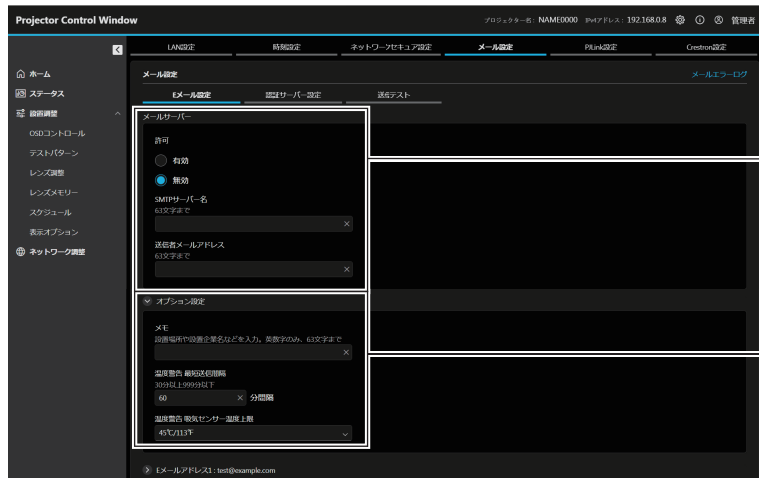 Projector Control Window
プロジェクター名: NAME0000 IPv4アドレス: 192.168.0.8 管理者
LAN設定 時刻設定 ネットワークセキュア設定 メール設定 PJLink設定 Crestron設定
ホーム
ステータス
設置調整
OSDコントロール
テストパターン
レンズ調整
レンズメモリー
スケジュール
表示オプション
ネットワーク調整
メール設定 メールエラーログ
Eメール設定 認証サーバー設定 送信テスト
メールサーバー
許可
有効
無効
SMTPサーバー名
63文字まで
送信者メールアドレス
63文字まで
オプション設定
メモ
設置場所や設置企業名などを入力。英数字のみ、63文字まで
温度警告 最短送信間隔
30分以上999分以下
60 分間隔
温度警告 吸気センサー温度上限
45℃/113℉
Eメールアドレス1 : test@example.com